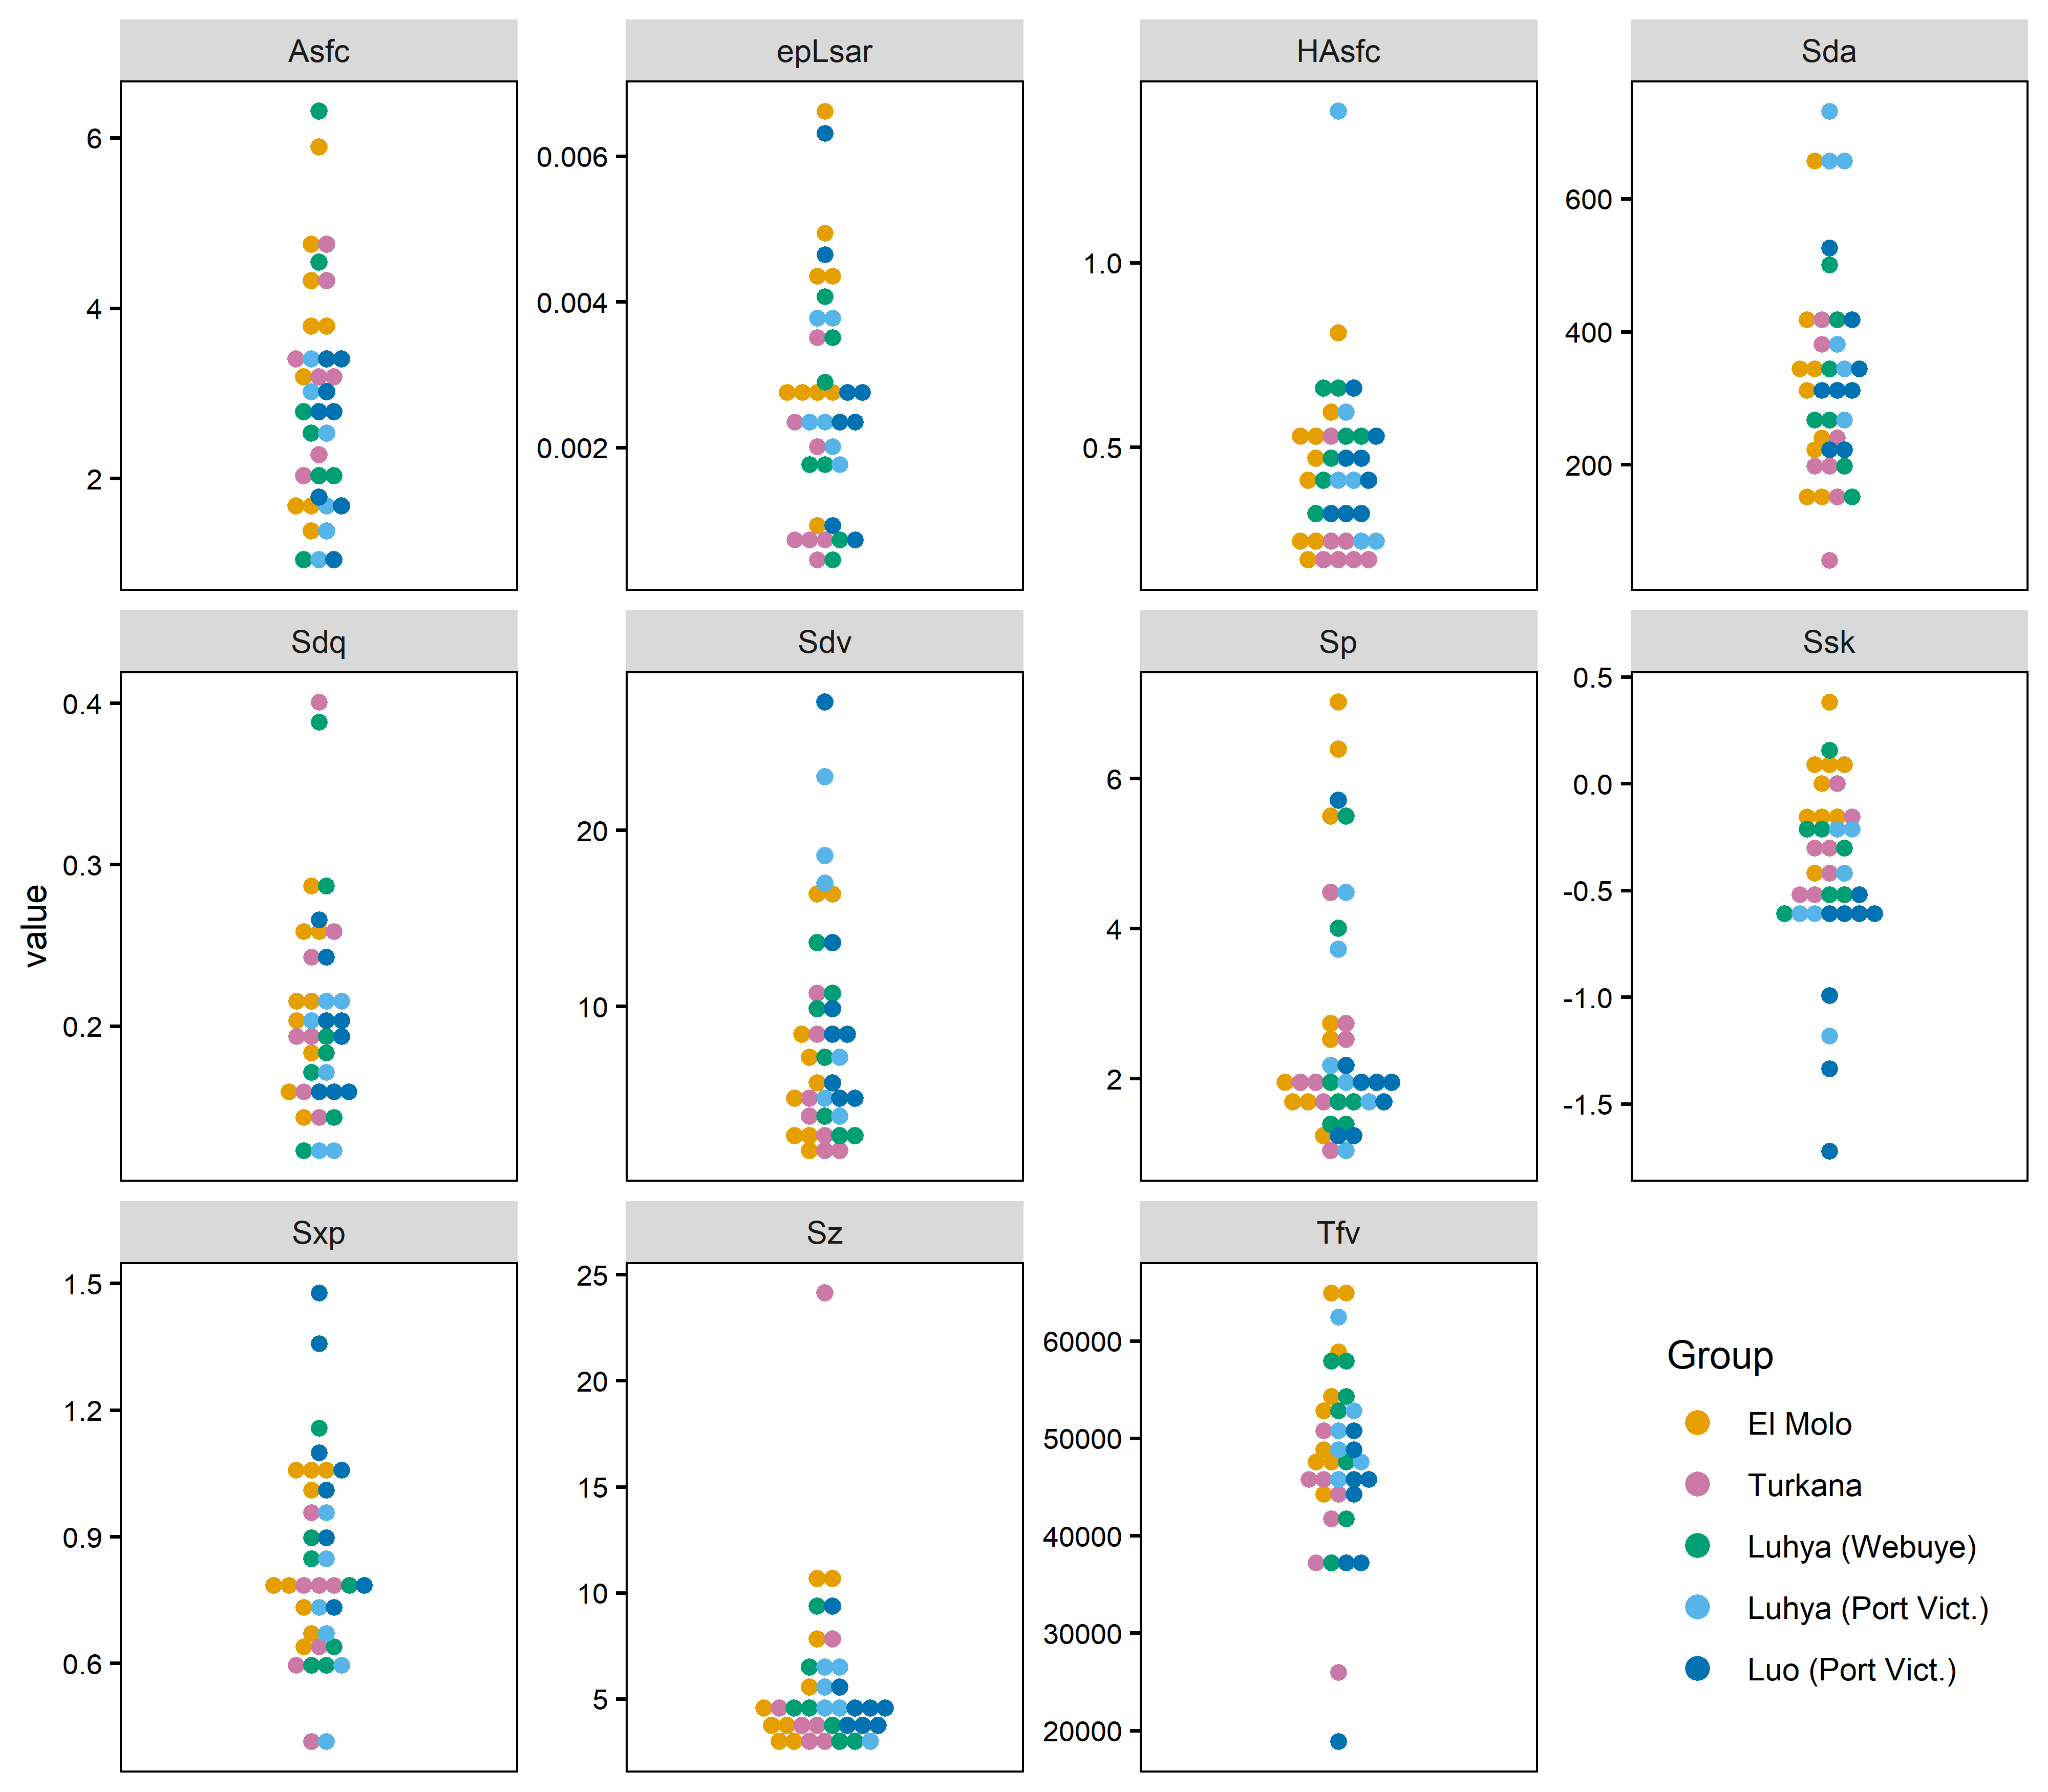 Asfc
epLsar
HAsfc
Sda
6
4
2
0.006
0.004
0.002
1.0
0.5
600
400
200
Sdq
Sdv
Sp
Ssk
0.4
0.3
0.2
20
10
6
4
2
0.5
0.0
-0.5
-1.0
-1.5
value
Sxp
Sz
Tfv
1.5
1.2
0.9
0.6
25
20
15
10
5
60000
50000
40000
30000
20000
Group
El Molo
Turkana
Luhya (Webuye)
Luhya (Port Vict.)
Luo (Port Vict.)